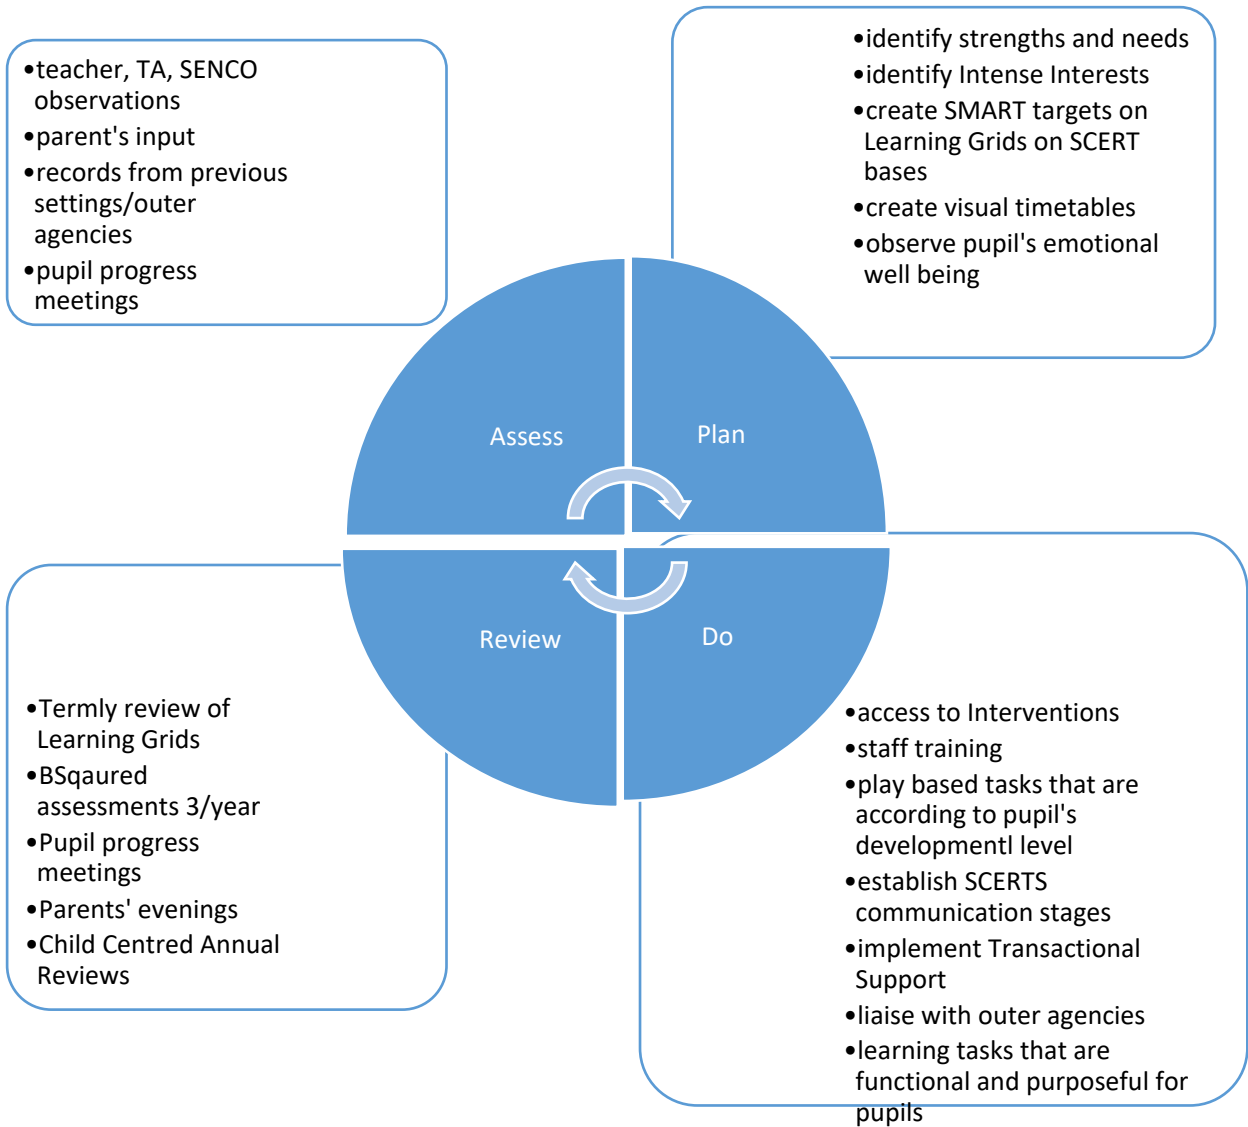 •teacher, TA, SENCO
observations
•parent's input
•records from previous
settings/outer
agencies
•pupil progress
meetings
•identify strengths and needs
•identify Intense Interests
•create SMART targets on
Learning Grids on SCERT
bases
•create visual timetables
•observe pupil's emotional
well being
Assess
Plan
Review
Do
•Termly review of
Learning Grids
•BSqaured
assessments 3/year
•Pupil progress
meetings
•Parents' evenings
•Child Centred Annual
Reviews
•access to Interventions
•staff training
•play based tasks that are
according to pupil's
developmentl level
•establish SCERTS
communication stages
•implement Transactional
Support
•liaise with outer agencies
•learning tasks that are
functional and purposeful for
pupils